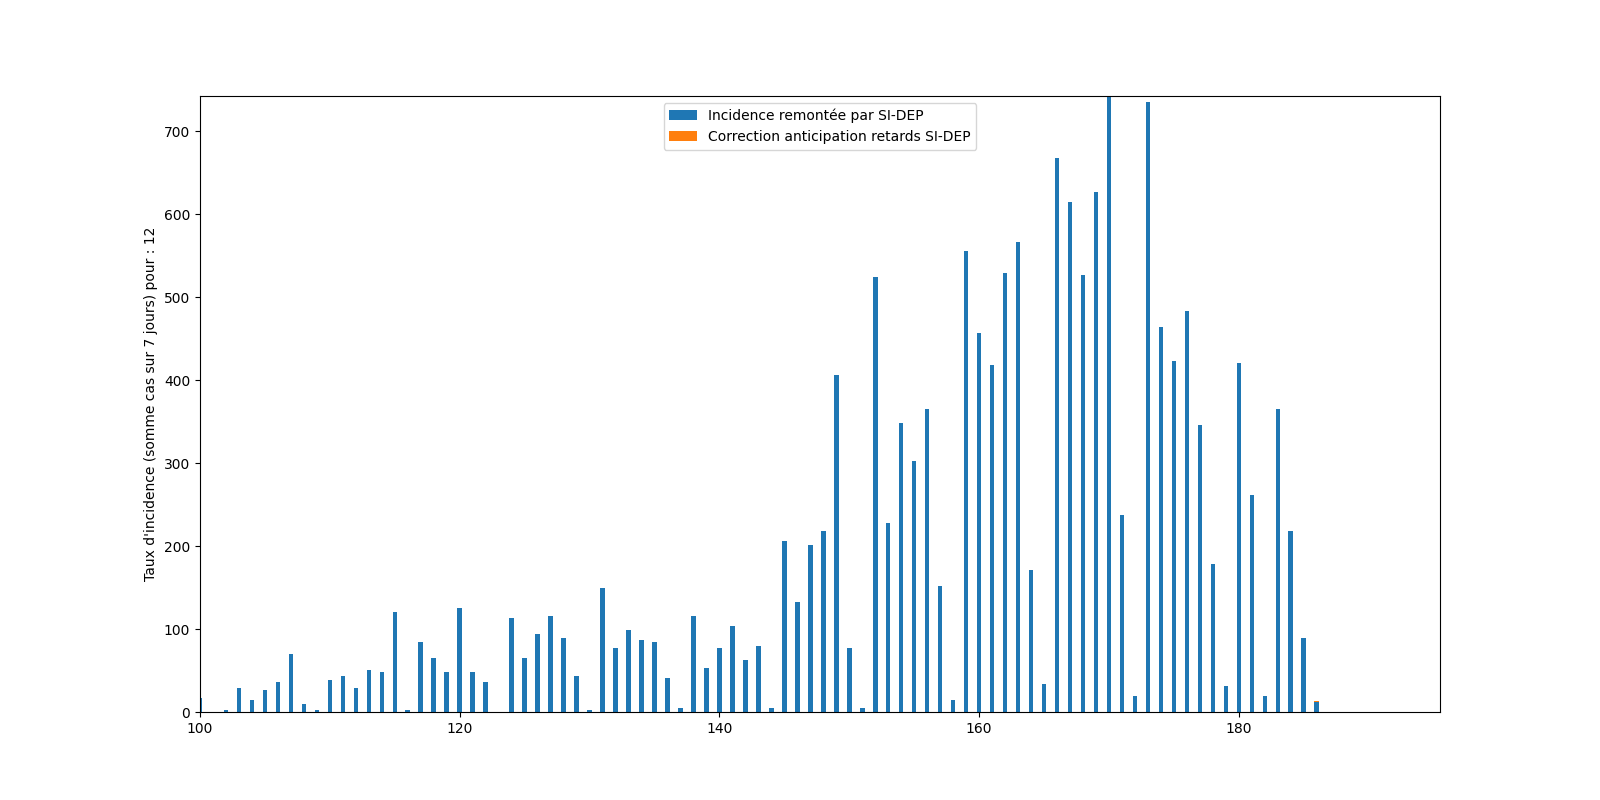 Incidence remontée par SI-DEP
Correction anticipation retards SI-DEP
Taux d'incidence (somme cas sur 7 jours) pour : 12
700
600
500
400
300
200
100
0
100 120 140 160 180